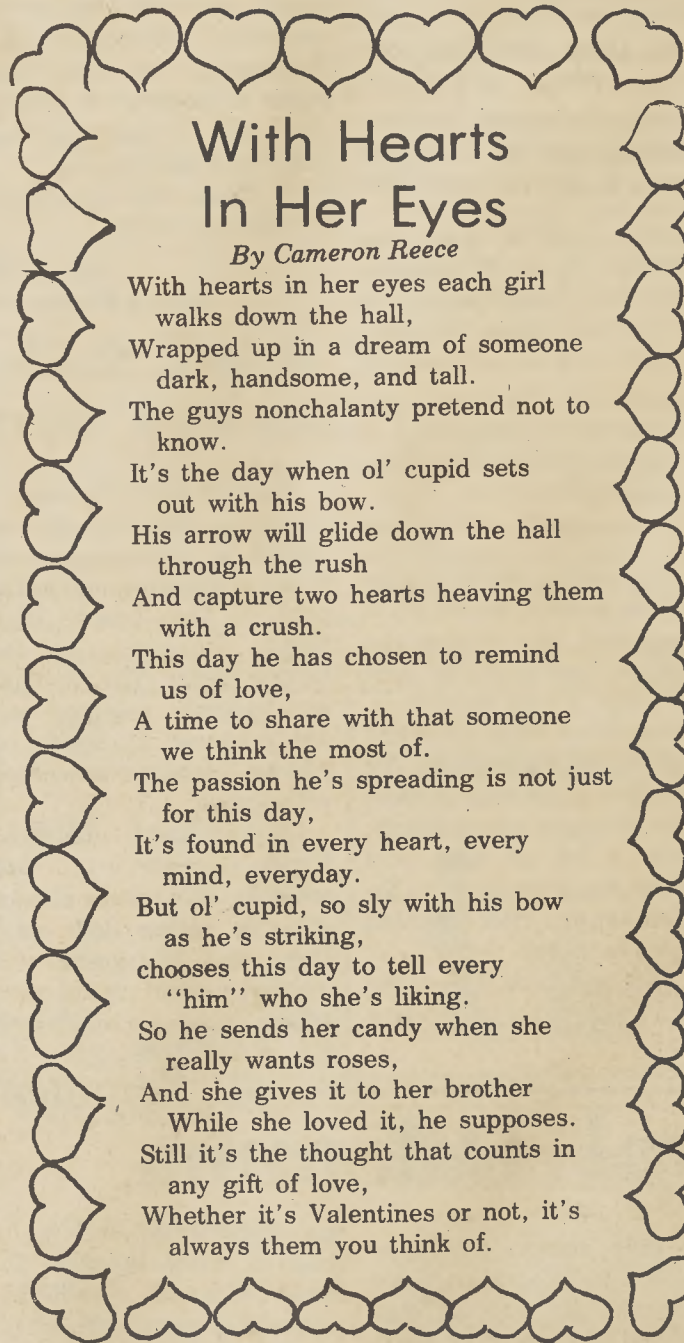 With Hearts
In Her Eyes
By Cameron Reece
With hearts in her eyes each girl
walks down the hall,
Wrapped up in a dream of someone
dark, handsome, and tall.
The guys nonchalanty pretend not to
know.
It's the day when ol' cupid sets
out with his bow.
His arrow will glide down the hall
through the rush
And capture two hearts heaving them
with a crush.
This day he has chosen to remind
us of love,
A time to share with that someone
we think the most of.
The passion he's spreading is not just
for this day,
It's found in every heart, every
mind, everyday.
But ol' cupid, so sly with his bow
as he's striking,
chooses this day to tell every
‘‘him’’ who she's liking.
So he sends her candy when she
really wants roses,
And she gives it to her brother
While she loved it, he supposes.
Still it's the thought that counts in
any gift of love,
Whether it's Valentines or not, it's
always them you think of.